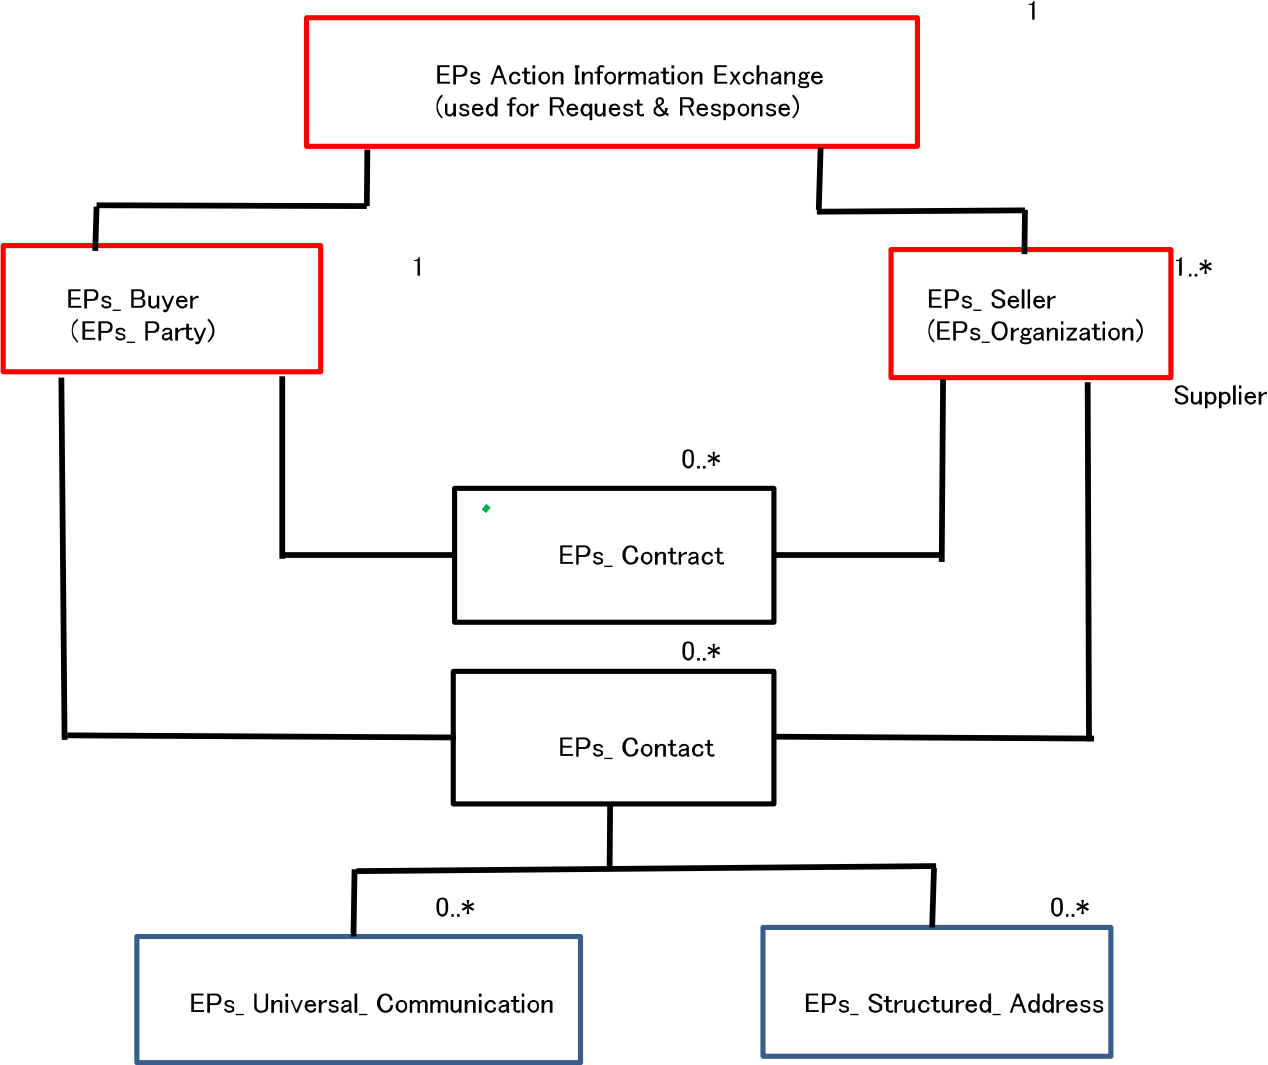 1
EPs Action Information Exchange
(used for Request & Response)
1
1..*
EPs_ Buyer
(EPs_ Party)
EPs_ Seller
(EPs_Organization)
Supplier
0..*
EPs_ Contract
0..*
EPs_ Contact
0..*
0..*
EPs_ Universal_ Communication
EPs_ Structured_ Address